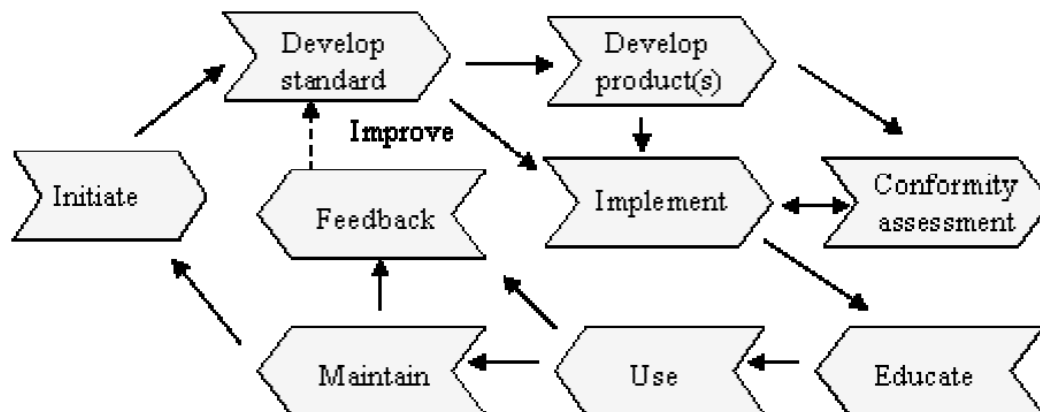 Develop
standard
Develop
product(s)
Improve
Initiate
Feedback
Implement
Conformity
assessment
Maintain
Use
Educate